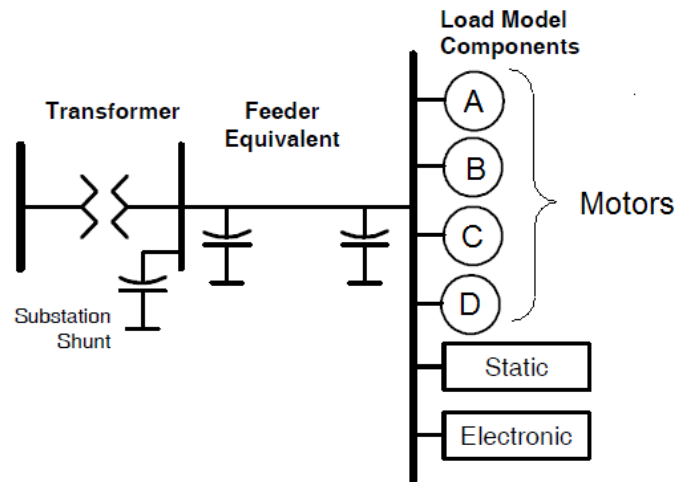 Load Model
Components
Transformer
Feeder
Equivalent
A
B
C
D
Motors
Substation
Shunt
Static
Electronic